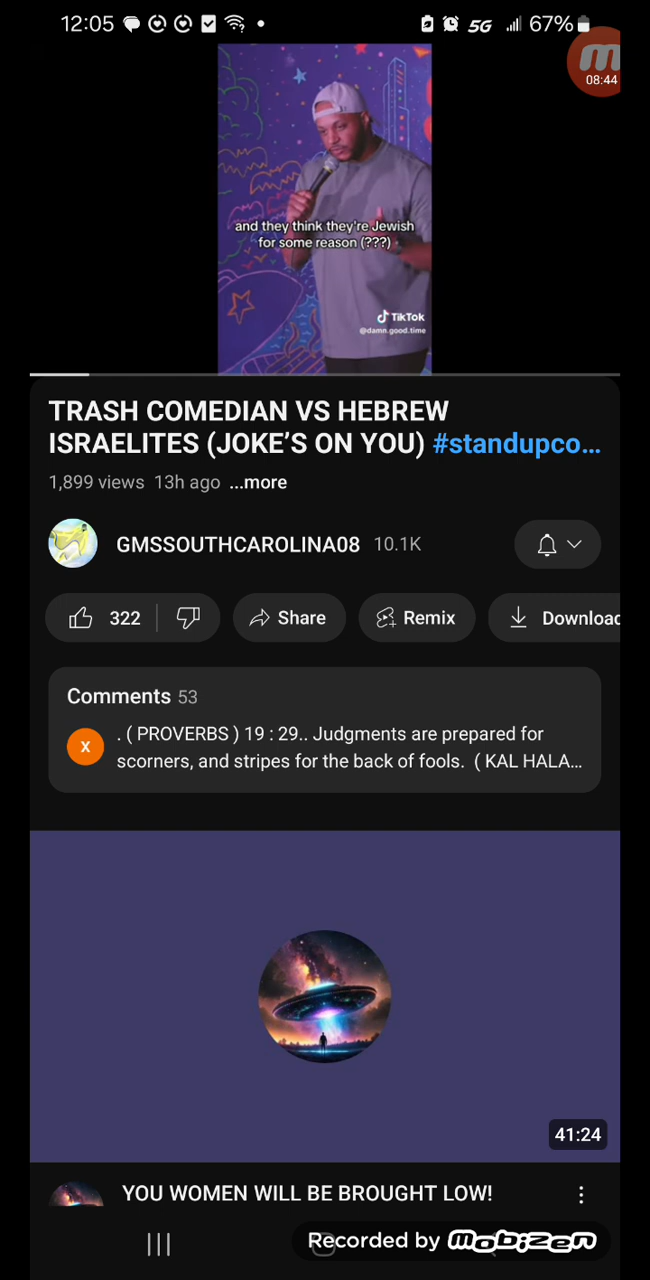 12:05
5G
67%
08:44
and they think they're Jewish
for some reason (???)
TikTok
@damn.good.time
TRASH COMEDIAN VS HEBREW
ISRAELITES (JOKE'S ON YOU) #standupco...
1,899 views 13h ago ...more
GMSSOUTHCAROLINA08 10.1K
322
Share
Remix
Download
Comments 53
X
. ( PROVERBS ) 19 : 29.. Judgments are prepared for
scorners, and stripes for the back of fools. ( KAL HALA...
41:24
YOU WOMEN WILL BE BROUGHT LOW!
Recorded by mobizen